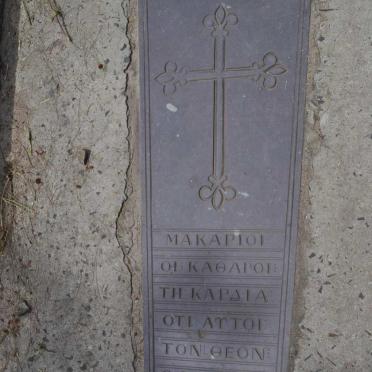 ΜΑΚΑΡΙΟΙ
ΟΙ ΚΑΘΑΡΟΙ
ΤΗ ΚΑΡΔΙΑ
ΟΤΙ ΑΥΤΟΙ
ΤΟΝ ΘΕΟΝ